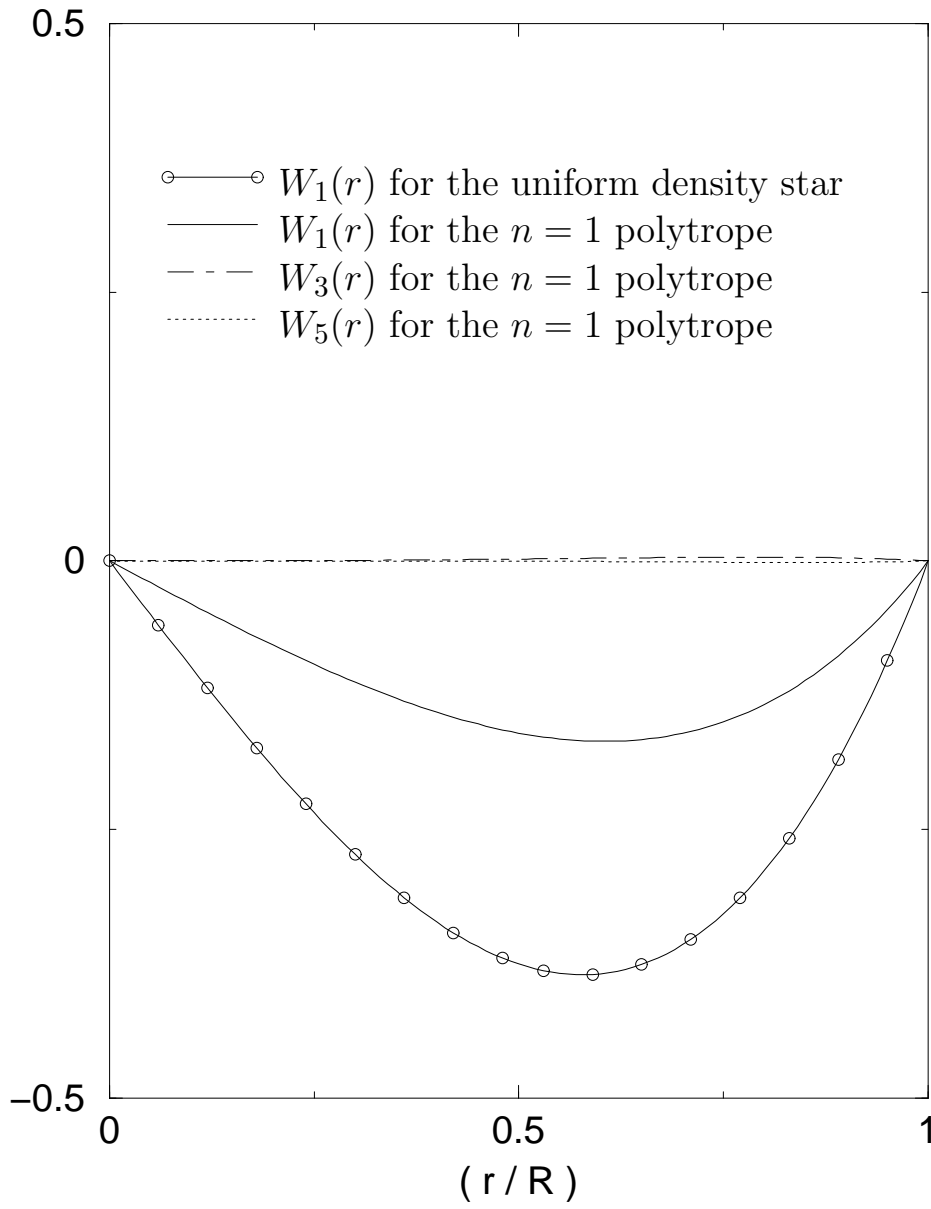 0.5
W₁(r) for the uniform density star
W₁(r) for the n = 1 polytrope
W₃(r) for the n = 1 polytrope
W₅(r) for the n = 1 polytrope
0
−0.5
0 0.5 1
( r / R )